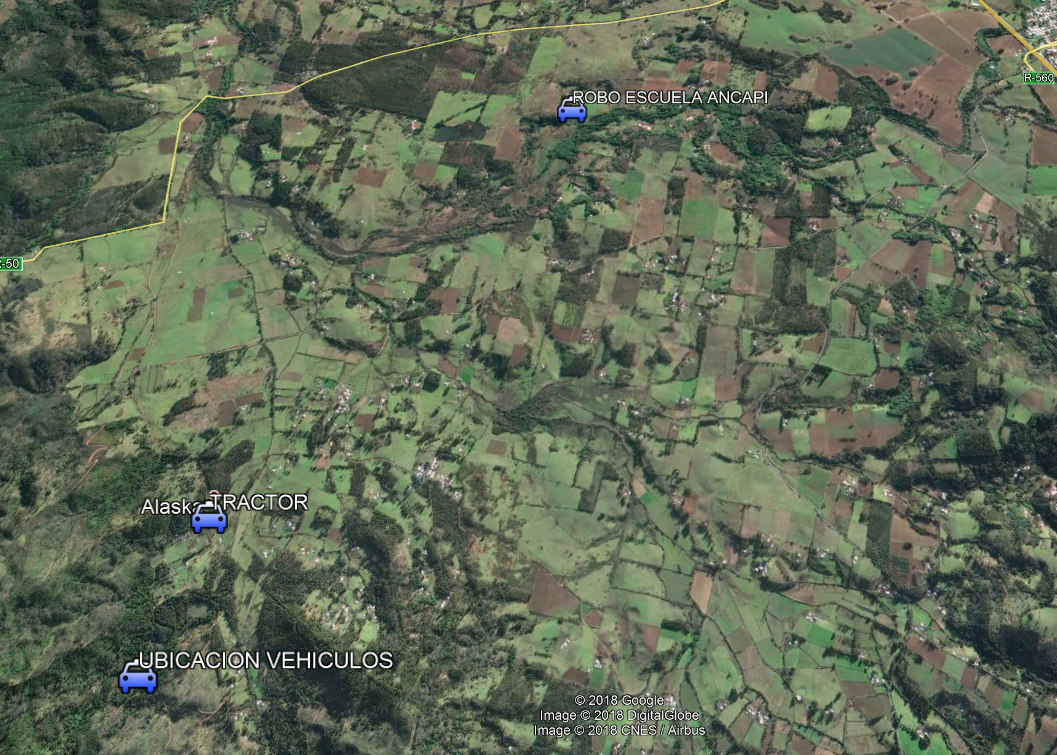 R-560
ROBO ESCUELA ANCAPI
-50
Alaska TRACTOR
UBICACION VEHICULOS
© 2018 Google
Image © 2018 DigitalGlobe
Image © 2018 CNES / Airbus